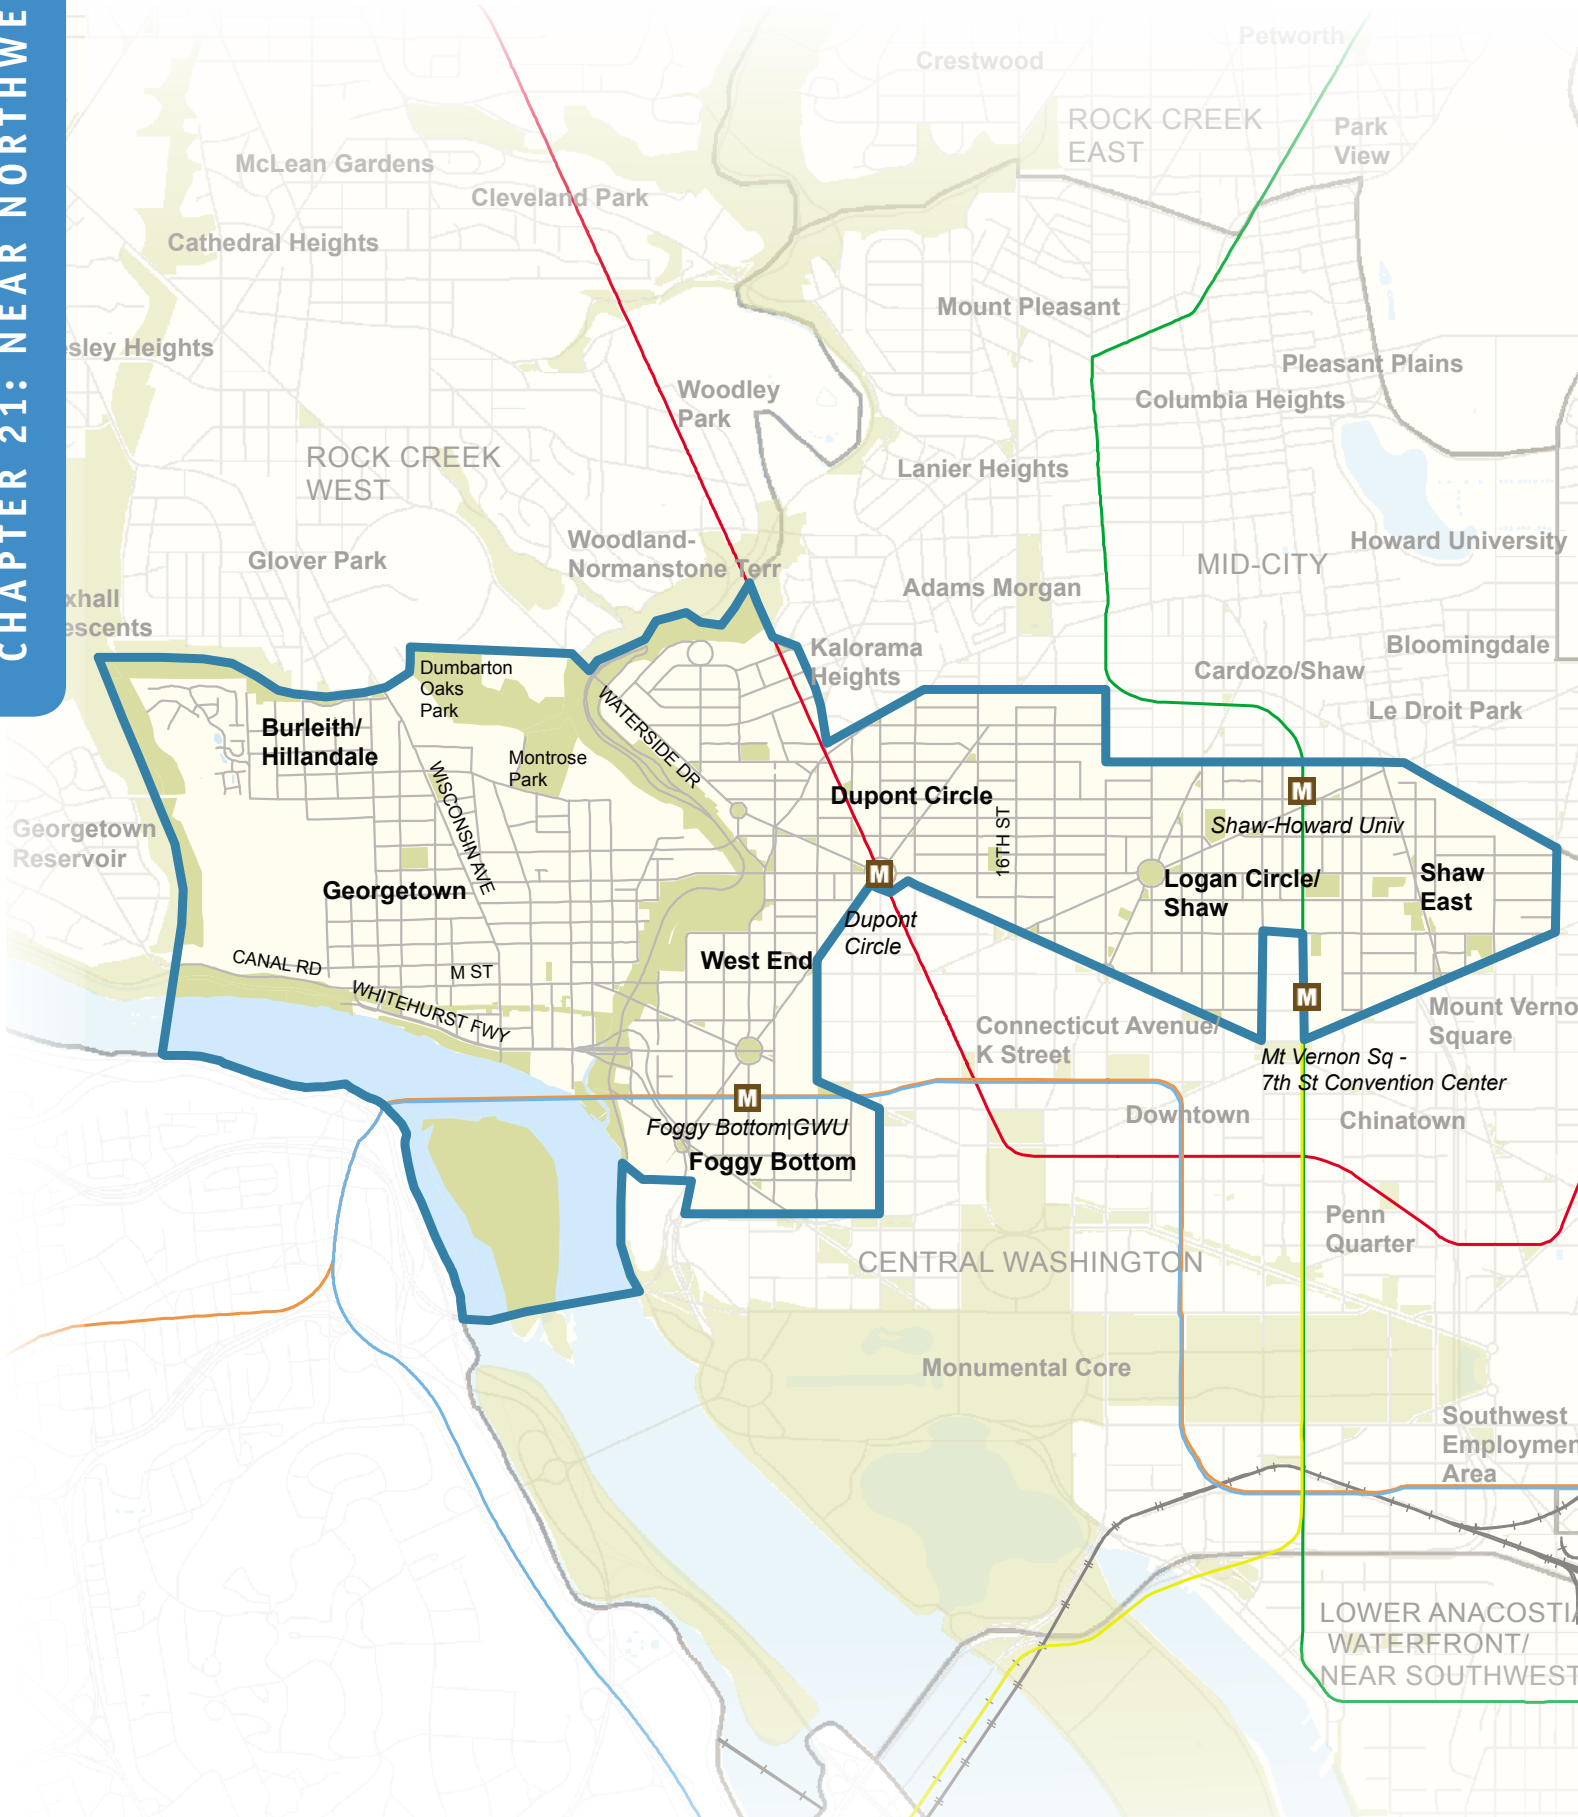 CHAPTER 21: NEAR NORTHWE
Petworth
Crestwood
ROCK CREEK
EAST
Park
View
McLean Gardens
Cleveland Park
Cathedral Heights
Mount Pleasant
esley Heights
Pleasant Plains
Woodley
Park
Columbia Heights
ROCK CREEK
WEST
Lanier Heights
Woodland-
Normanstone Terr
Howard University
Glover Park
MID-CITY
Adams Morgan
xhall
escents
Kalorama
Heights
Bloomingdale
Cardozo/Shaw
Dumbarton
Oaks
Park
Le Droit Park
Burleith/
Hillandale
WATERSIDE DR
Montrose
Park
WISCONSIN AVE
Dupont Circle
M
16TH ST
Shaw-Howard Univ
Georgetown
Reservoir
M
Georgetown
Logan Circle/
Shaw
Shaw
East
Dupont
Circle
West End
CANAL RD
M ST
WHITEHURST FWY
M
Mount Verno
Square
Connecticut Avenue/
K Street
Mt Vernon Sq -
7th St Convention Center
M
Foggy Bottom|GWU
Downtown
Chinatown
Foggy Bottom
Penn
Quarter
CENTRAL WASHINGTON
Monumental Core
Southwest
Employmen
Area
LOWER ANACOSTIA
WATERFRONT/
NEAR SOUTHWEST